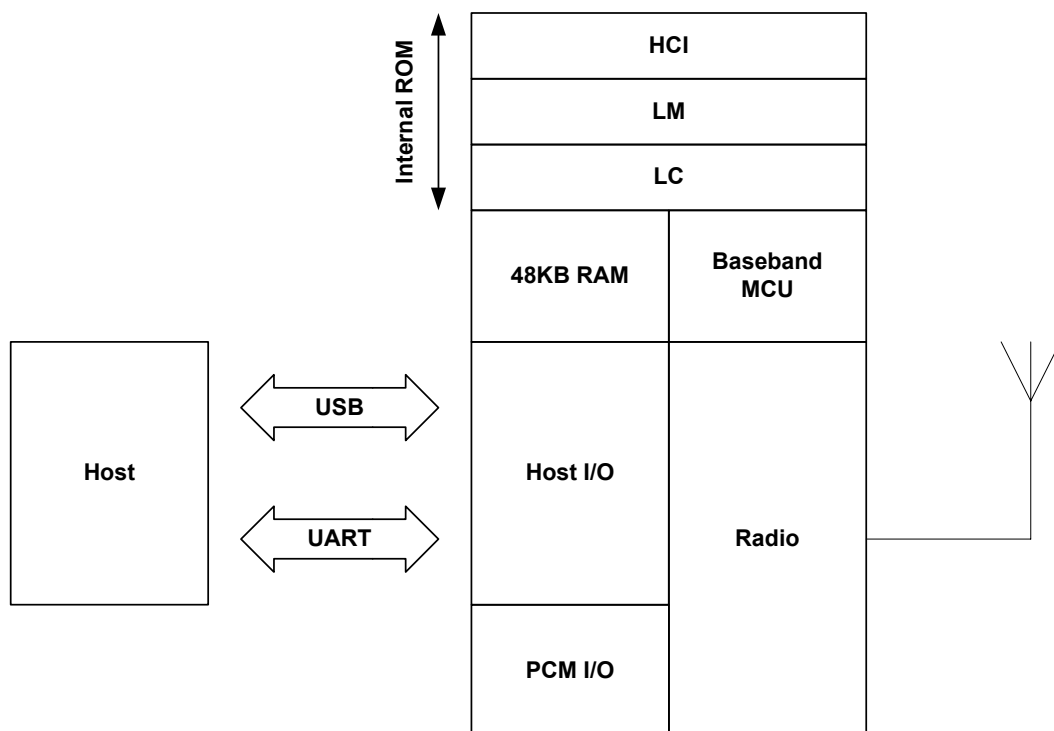 Internal ROM
HCI
LM
LC
48KB RAM
Baseband
MCU
Host
USB
UART
Host I/O
Radio
PCM I/O